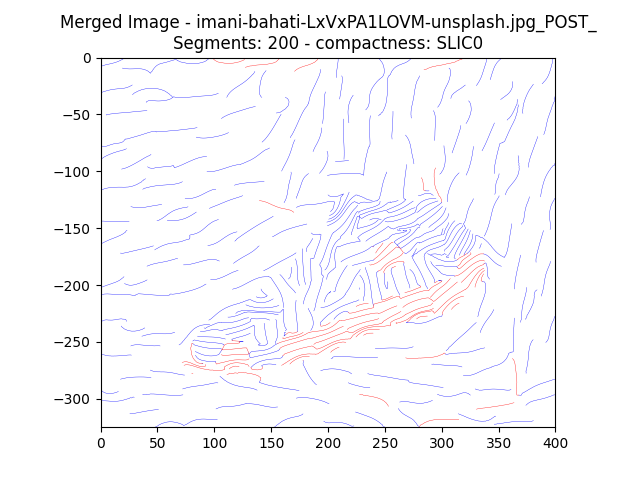 Merged Image - imani-bahati-LxVxPA1LOVM-unsplash.jpg_POST_
Segments: 200 - compactness: SLIC0
0
−50
−100
−150
−200
−250
−300
0 50 100 150 200 250 300 350 400